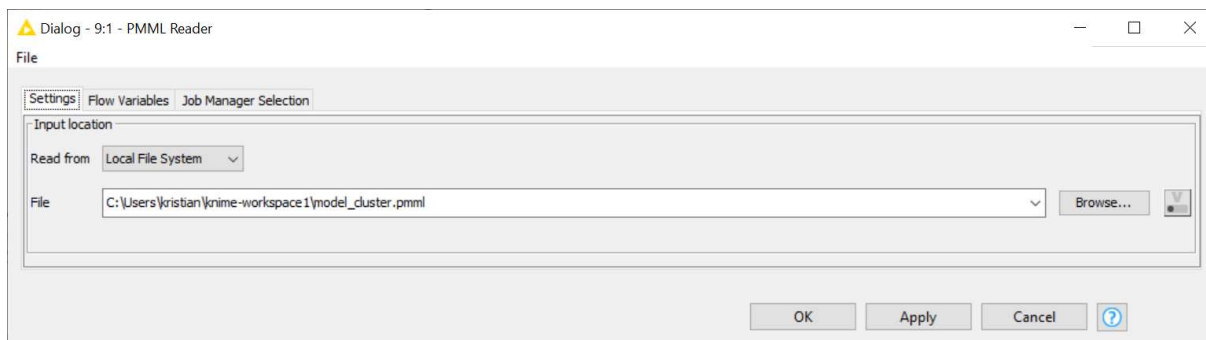 Dialog - 9:1 - PMML Reader
File
Settings Flow Variables Job Manager Selection
Input location
Read from Local File System
File C:\Users\kristian\knime-workspace1\model_cluster.pmml Browse... V
OK Apply Cancel ?